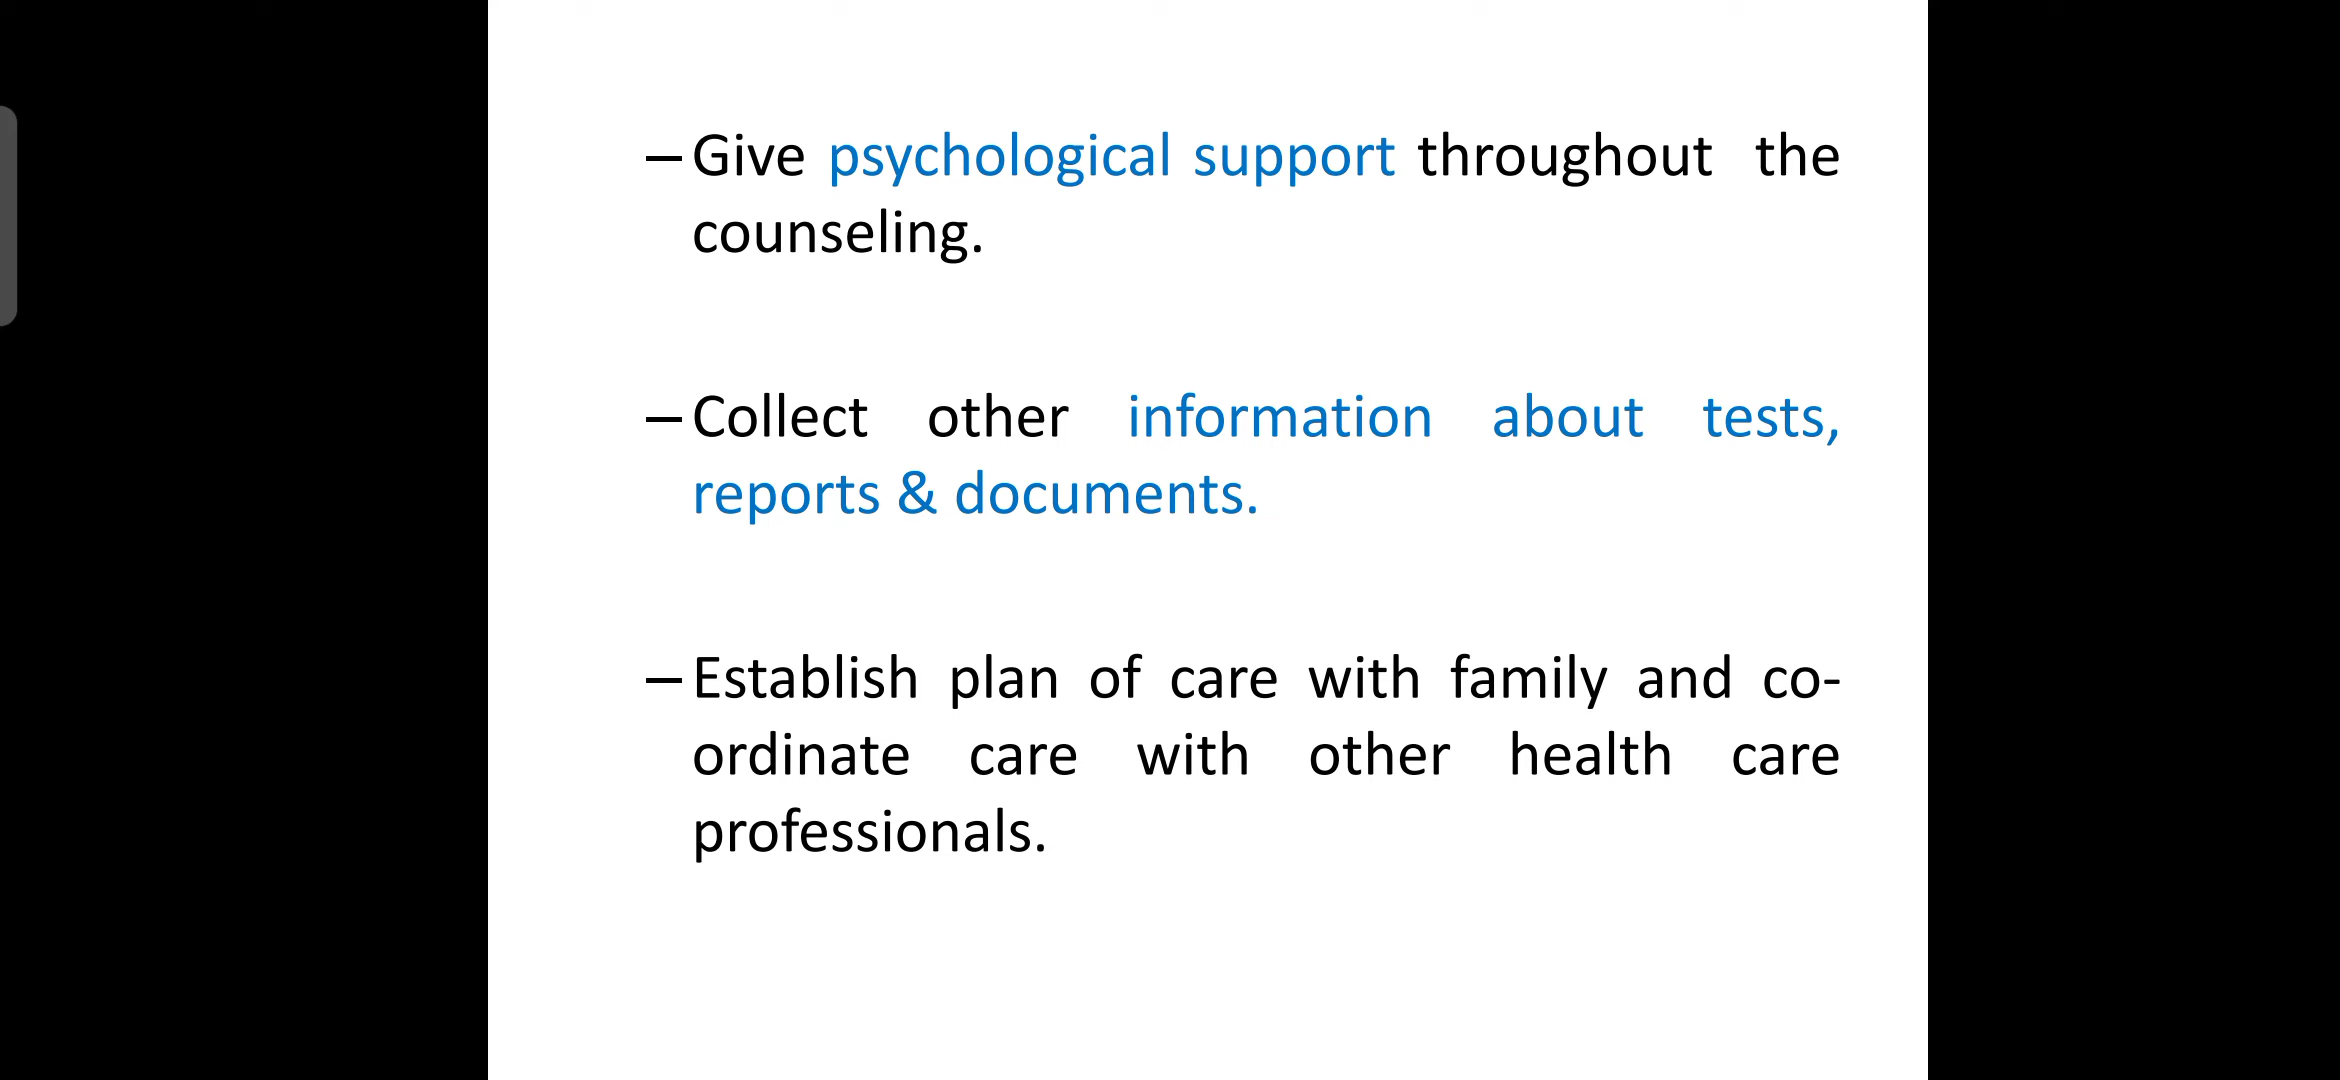 – Give psychological support throughout the
counseling.
– Collect other information about tests,
reports & documents.
– Establish plan of care with family and co-
ordinate care with other health care
professionals.